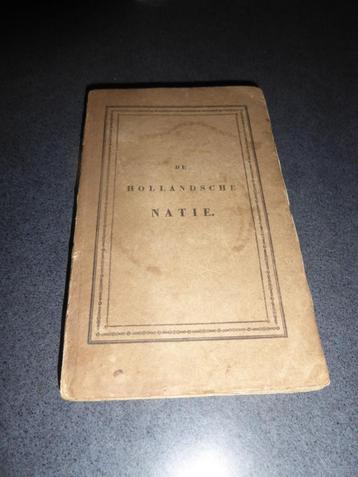 DE
HOLLANDSCHE
NATIE.